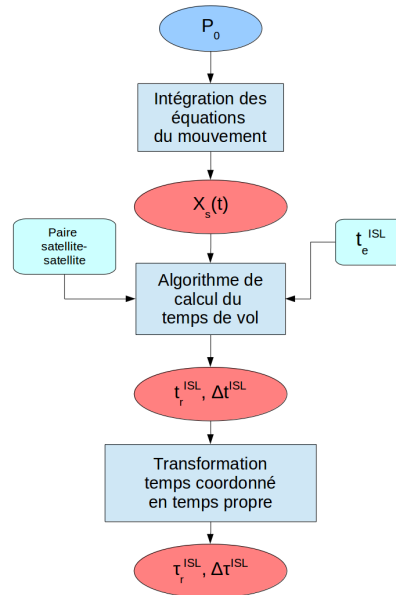 P₀
Intégration des
équations
du mouvement
Xₛ(t)
Paire
satellite-
satellite
tₑ ᴵˢᴸ
Algorithme de
calcul du
temps de vol
tᵣ ᴵˢᴸ, Δt ᴵˢᴸ
Transformation
temps coordonné
en temps propre
τᵣ ᴵˢᴸ, Δτ ᴵˢᴸ